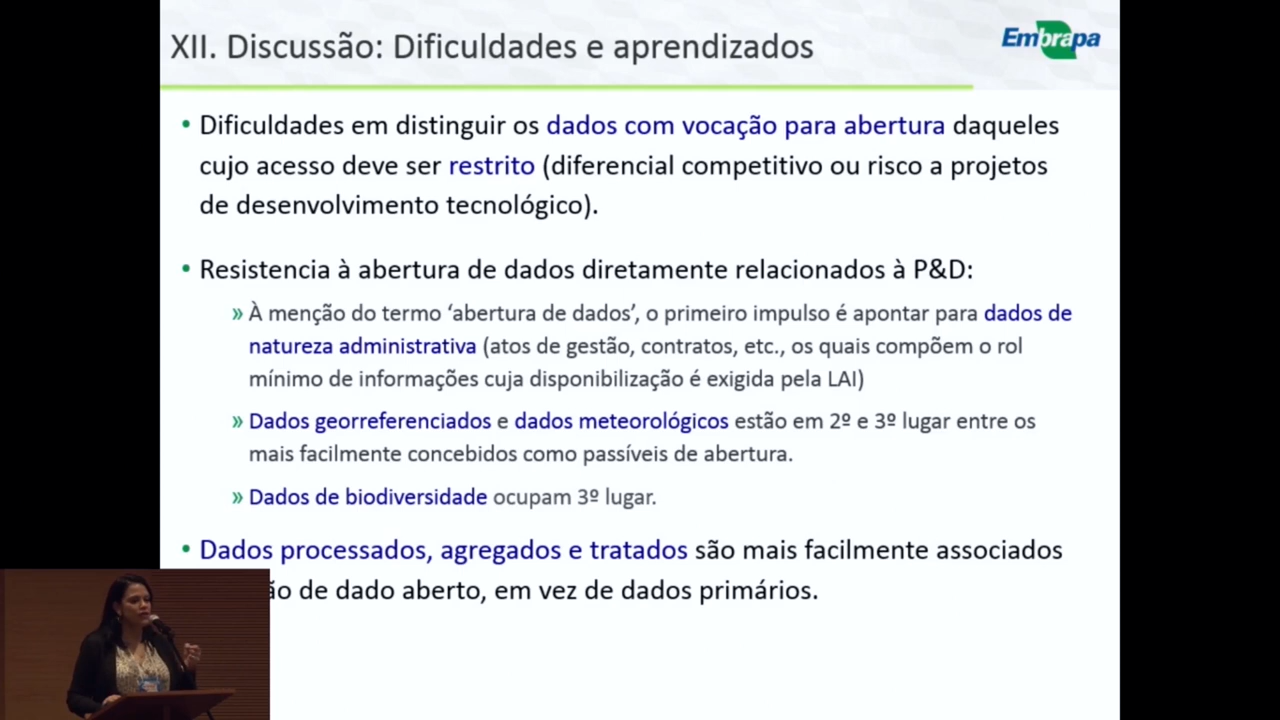 XII. Discussão: Dificuldades e aprendizados
Embrapa
• Dificuldades em distinguir os dados com vocação para abertura daqueles
cujo acesso deve ser restrito (diferencial competitivo ou risco a projetos
de desenvolvimento tecnológico).
• Resistencia à abertura de dados diretamente relacionados à P&D:
» À menção do termo ‘abertura de dados’, o primeiro impulso é apontar para dados de
natureza administrativa (atos de gestão, contratos, etc., os quais compõem o rol
mínimo de informações cuja disponibilização é exigida pela LAI)
» Dados georreferenciados e dados meteorológicos estão em 2º e 3º lugar entre os
mais facilmente concebidos como passíveis de abertura.
» Dados de biodiversidade ocupam 3º lugar.
• Dados processados, agregados e tratados são mais facilmente associados
de dado aberto, em vez de dados primários.